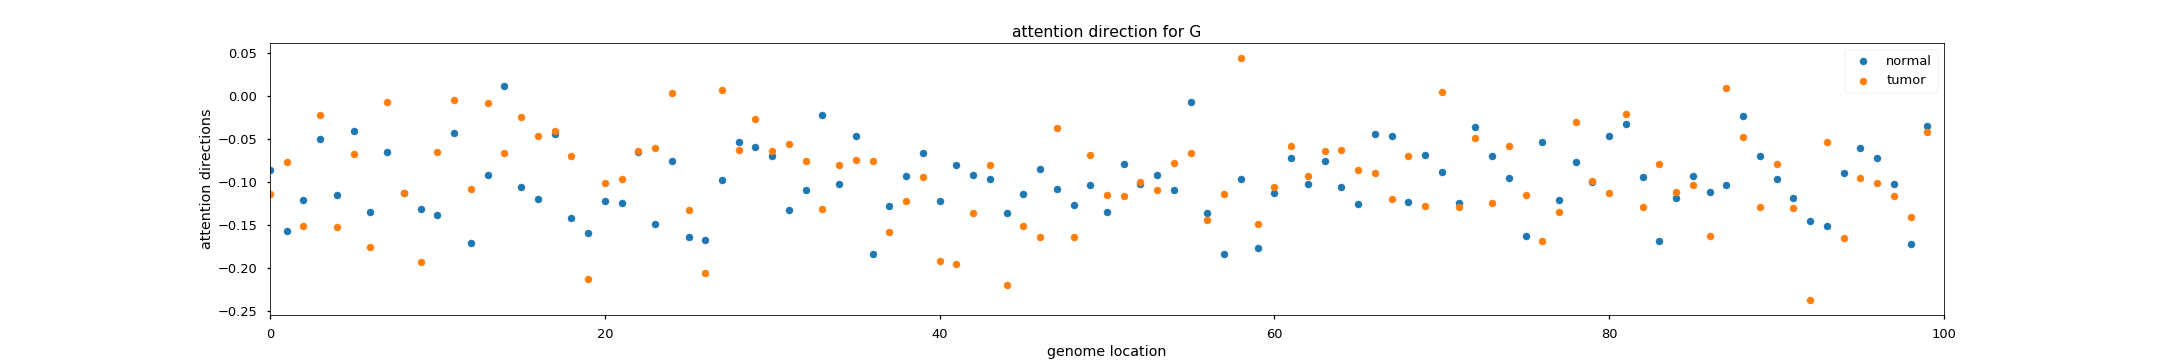 attention direction for G
attention directions
0.05
0.00
−0.05
−0.10
−0.15
−0.20
−0.25
normal
tumor
0 20 40 60 80 100
genome location